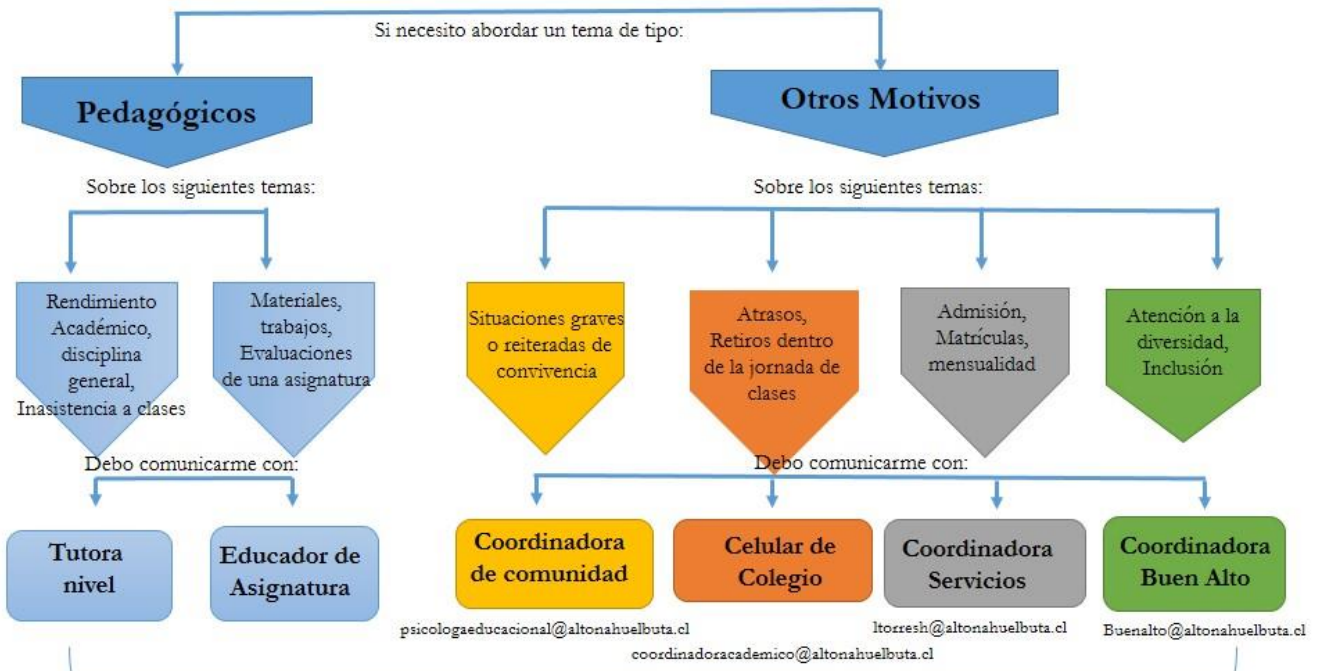 Si necesito abordar un tema de tipo:
Pedagógicos
Otros Motivos
Sobre los siguientes temas:
Sobre los siguientes temas:
Rendimiento
Académico,
disciplina
general,
Inasistencia a clases
Materiales,
trabajos,
Evaluaciones
de una asignatura
Situaciones graves
o reiteradas de
convivencia
Atrasos,
Retiros dentro
de la jornada de
clases
Admisión,
Matrículas,
mensualidad
Atención a la
diversidad,
Inclusión
Debo comunicarme con:
Debo comunicarme con:
Tutora
nivel
Educador de
Asignatura
Coordinadora
de comunidad
Celular de
Colegio
Coordinadora
Servicios
Coordinadora
Buen Alto
psicologaeducacional@altonahuelbuta.cl
ltorresh@altonahuelbuta.cl
Buenalto@altonahuelbuta.cl
coordinadoracademico@altonahuelbuta.cl